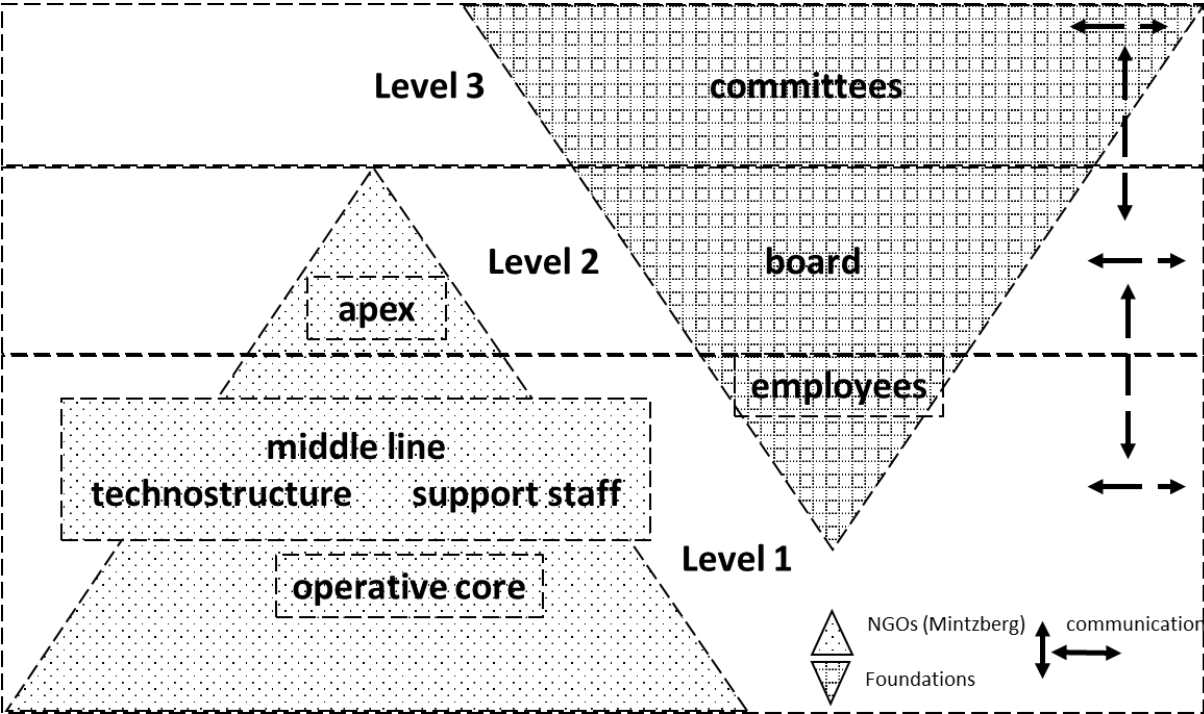 Level 3
committees
Level 2
board
apex
employees
middle line
technostructure support staff
Level 1
operative core
NGOs (Mintzberg)
communication
Foundations